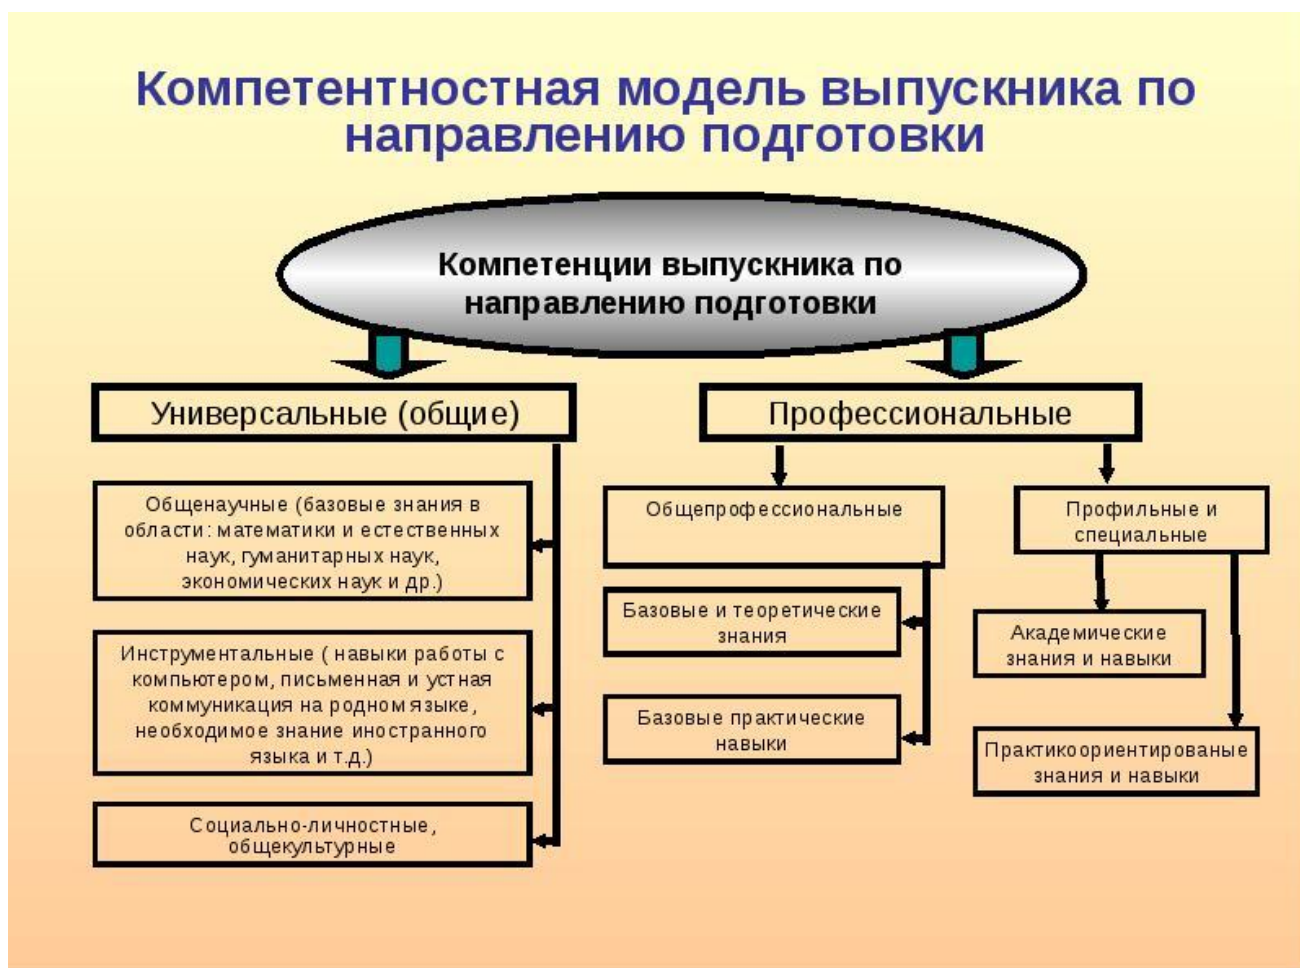 Компетентностная модель выпускника по
направлению подготовки
Компетенции выпускника по
направлению подготовки
Универсальные (общие)
Профессиональные
Общенаучные (базовые знания в
области: математики и естественных
наук, гуманитарных наук,
экономических наук и др.)
Инструментальные ( навыки работы с
компьютером, письменная и устная
коммуникация на родном языке,
необходимое знание иностранного
языка и т.д.)
Социально-личностные,
общекультурные
Общепрофессиональные
Базовые и теоретические
знания
Базовые практические
навыки
Профильные и
специальные
Академические
знания и навыки
Практикоориентированые
знания и навыки